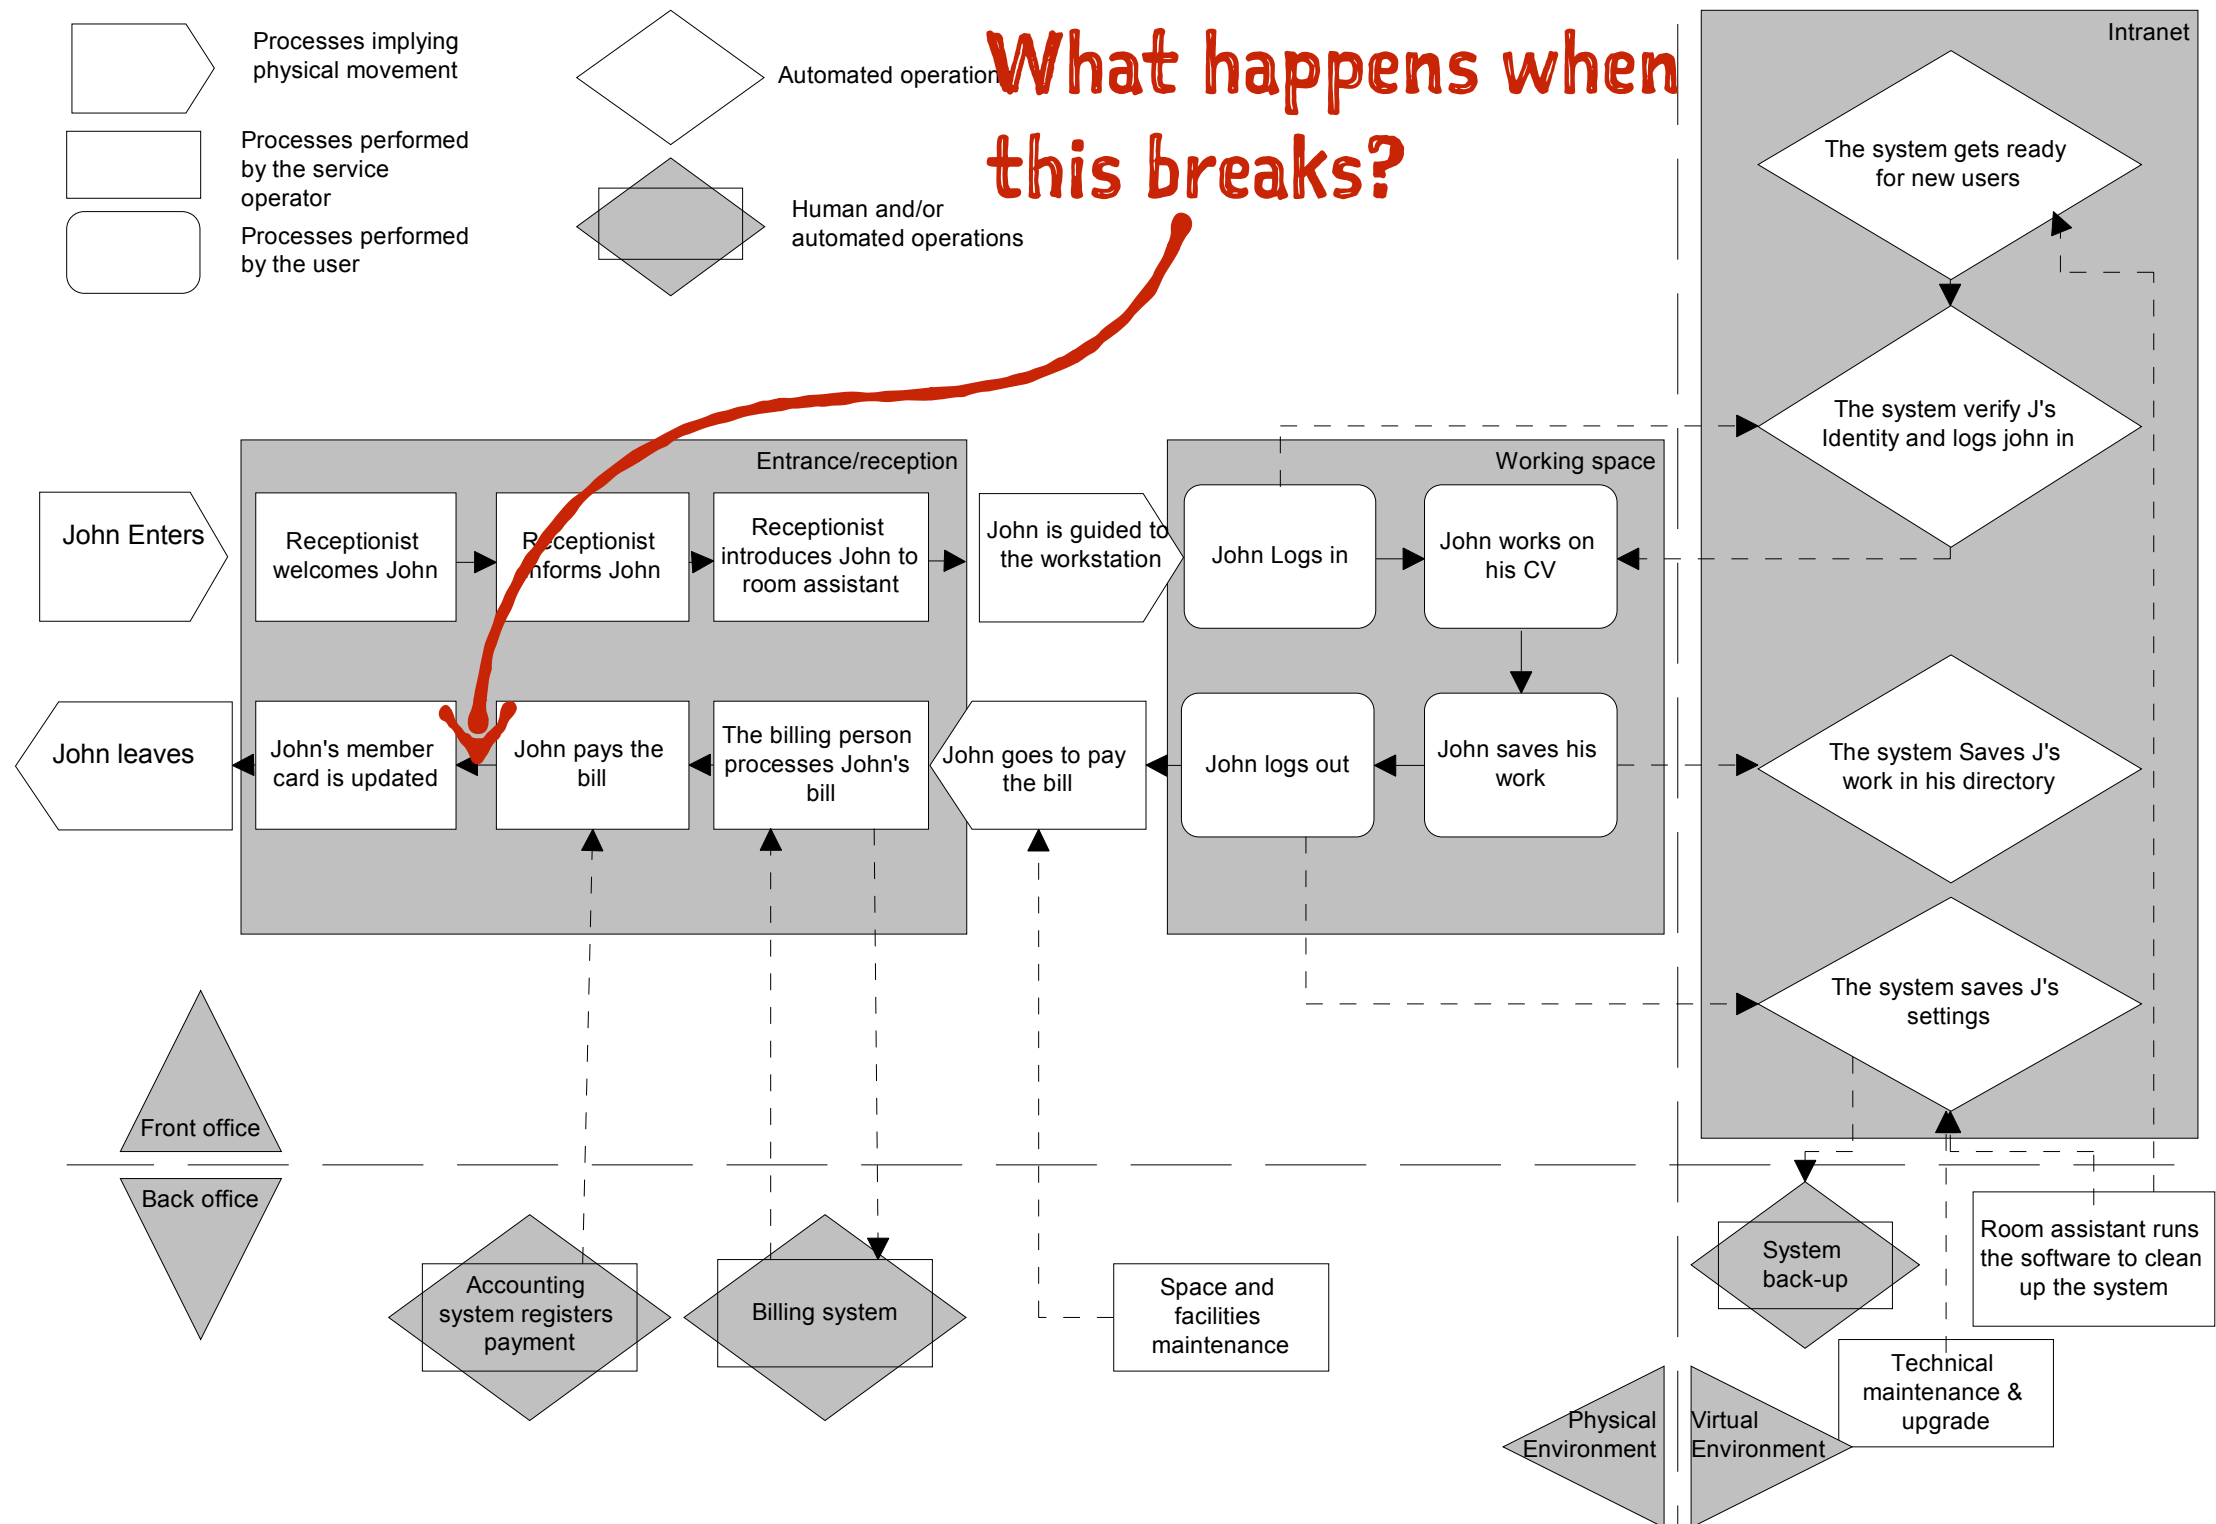 Processes implying
physical movement
Processes performed
by the service
operator
Processes performed
by the user
Automated operation
Human and/or
automated operations
What happens when
this breaks?
Intranet
The system gets ready
for new users
The system verify J's
Identity and logs john in
The system Saves J's
work in his directory
The system saves J's
settings
Entrance/reception
John Enters
Receptionist
welcomes John
Receptionist
informs John
Receptionist
introduces John to
room assistant
John is guided to
the workstation
Working space
John Logs in
John works on
his CV
John leaves
John's member
card is updated
John pays the
bill
The billing person
processes John's
bill
John goes to pay
the bill
John logs out
John saves his
work
Front office
Back office
Accounting
system registers
payment
Billing system
Space and
facilities
maintenance
System
back-up
Room assistant runs
the software to clean
up the system
Technical
maintenance &
upgrade
Physical
Environment
Virtual
Environment